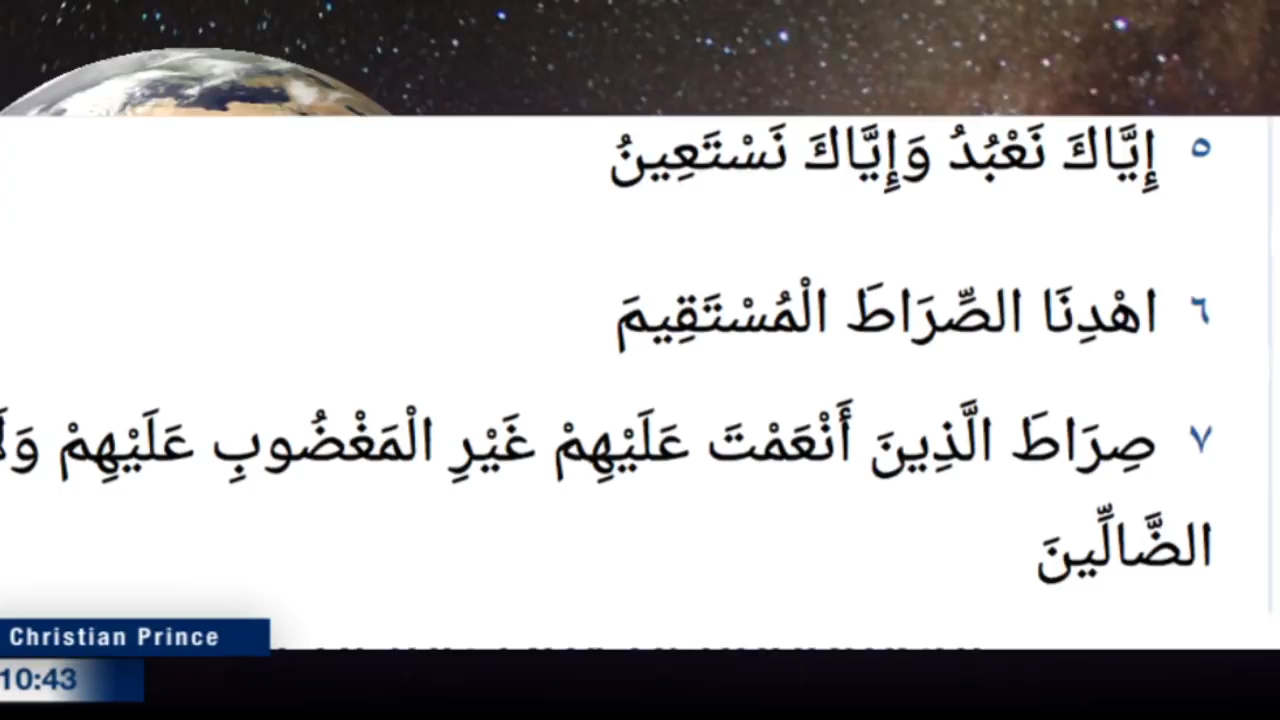 ٥ إِيَّاكَ نَعْبُدُ وَإِيَّاكَ نَسْتَعِينُ
٦ اهْدِنَا الصِّرَاطَ الْمُسْتَقِيمَ
٧ صِرَاطَ الَّذِينَ أَنْعَمْتَ عَلَيْهِمْ غَيْرِ الْمَغْضُوبِ عَلَيْهِمْ
الضَّالِّينَ
Christian Prince
10:43